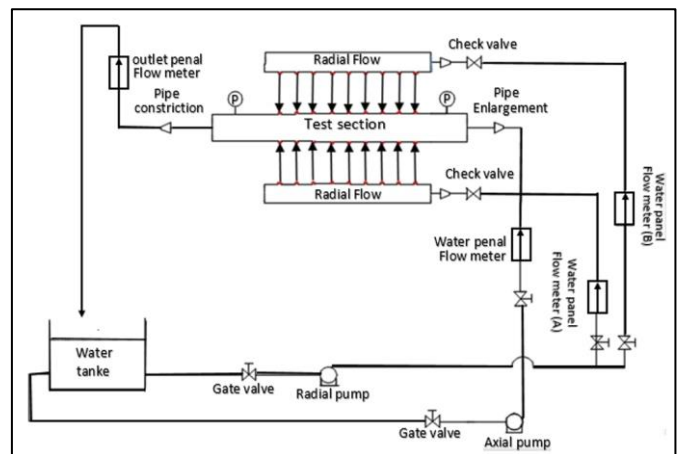 Radial Flow
Check valve
outlet penal
Flow meter
Pipe
constriction
P
P
Pipe
Enlargement
Test section
Check valve
Radial Flow
Water panel
Flow meter (B)
Water penal
Flow meter
Water panel
Flow meter (A)
Water
tanke
Gate valve
Radial pump
Gate valve
Axial pump